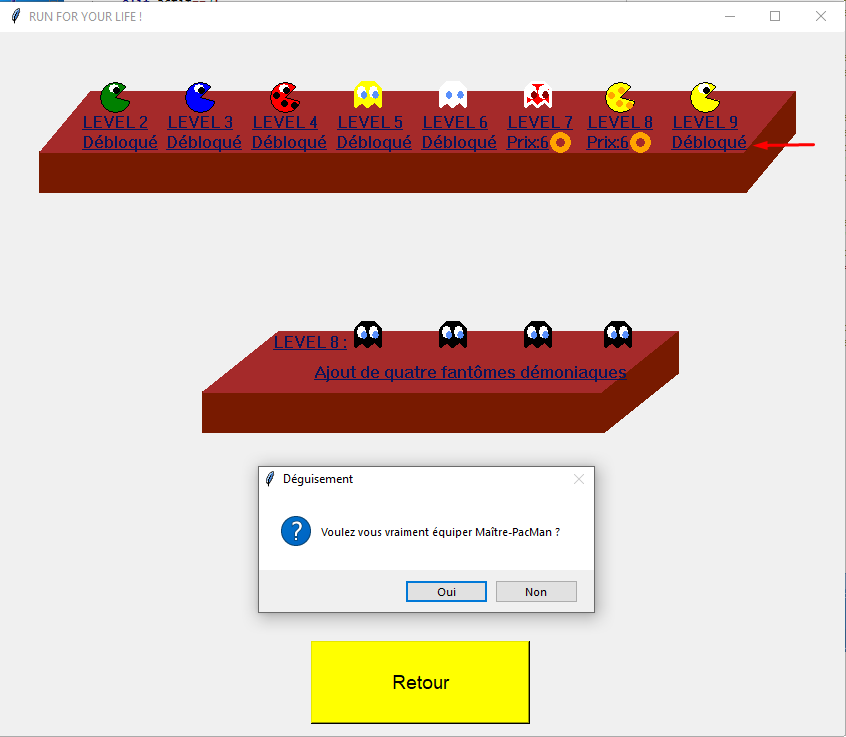 RUN FOR YOUR LIFE !
LEVEL 2 LEVEL 3 LEVEL 4 LEVEL 5 LEVEL 6 LEVEL 7 LEVEL 8 LEVEL 9
Débloqué Débloqué Débloqué Débloqué Débloqué Prix:6 Prix:6 Débloqué
LEVEL 8 :
Ajout de quatre fantômes démoniaques
Déguisement
? Voulez vous vraiment équiper Maître-PacMan ?
Oui Non
Retour